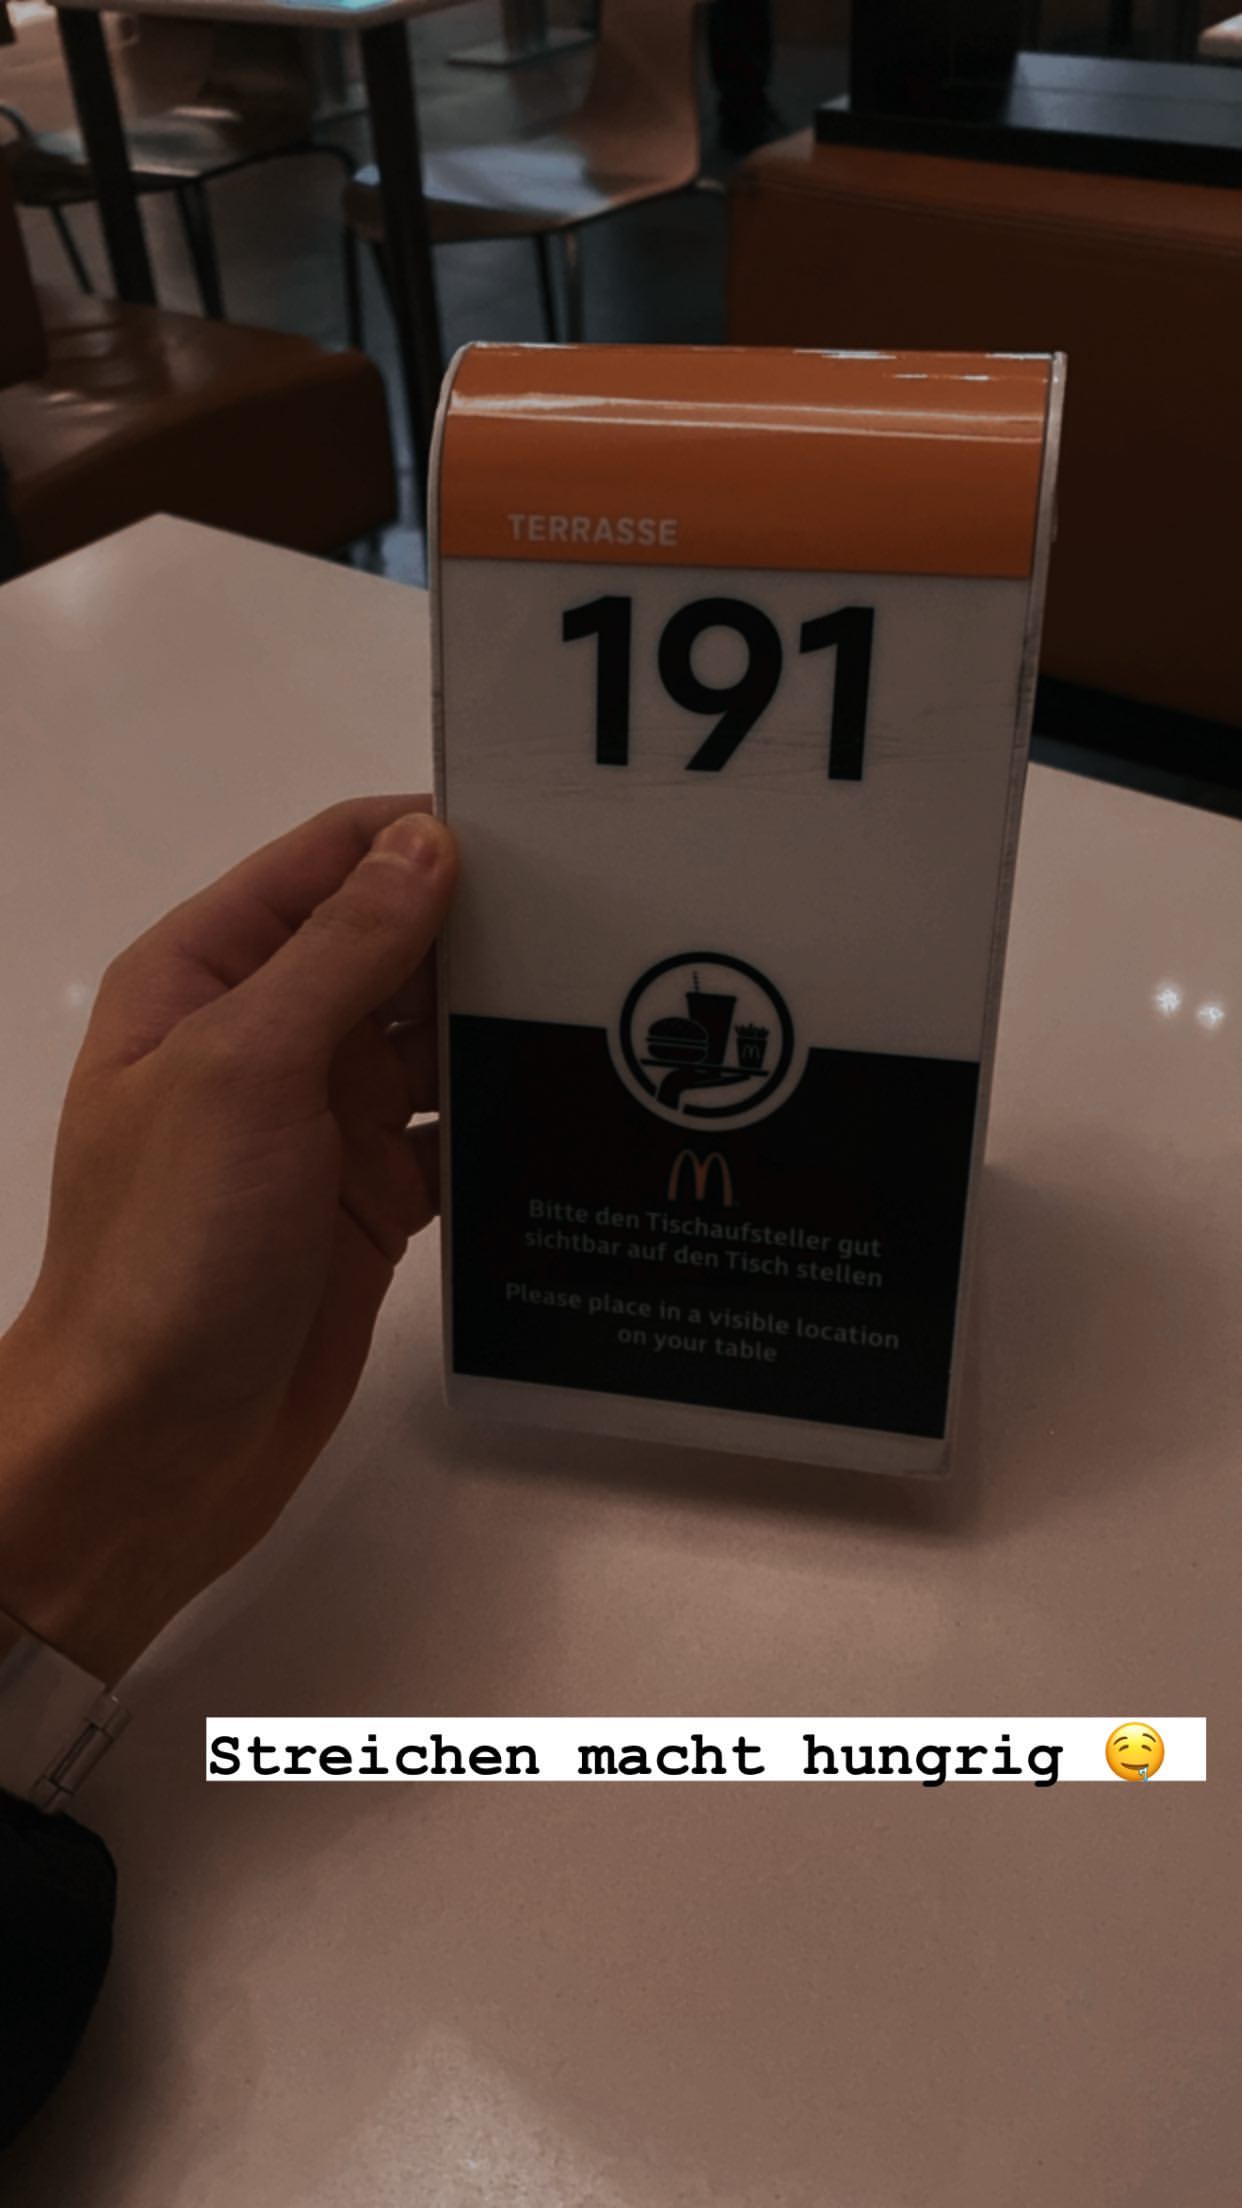 TERRASSE
191
Bitte den Tischaufsteller gut
sichtbar auf den Tisch stellen
Please place in a visible location
on your table
Streichen macht hungrig 🤤